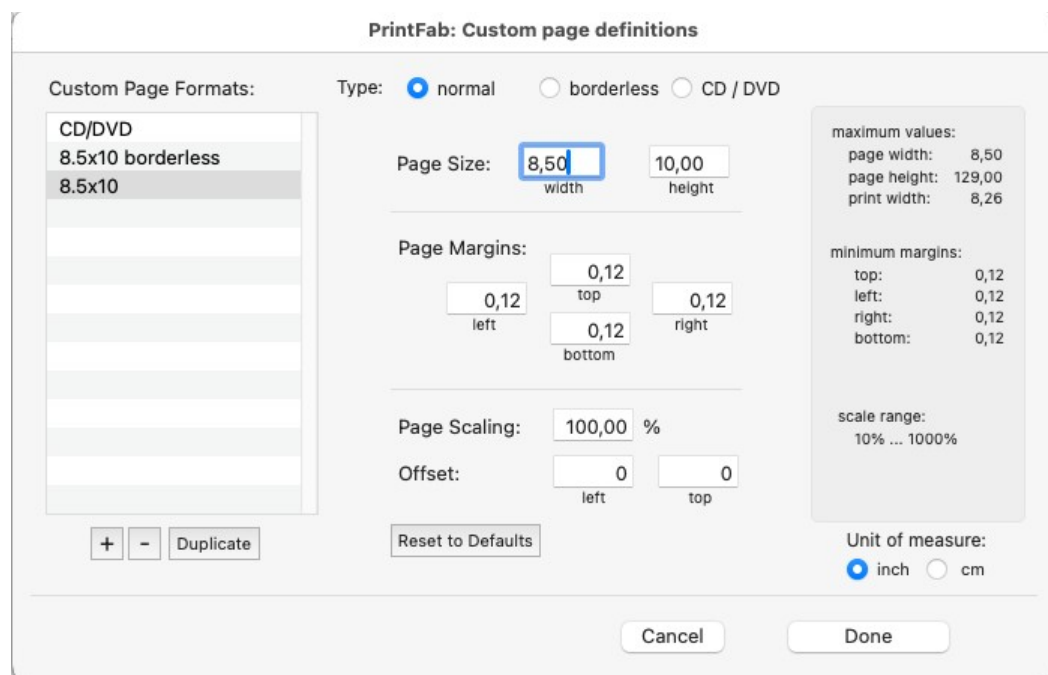 PrintFab: Custom page definitions
Custom Page Formats:
CD/DVD
8.5x10 borderless
8.5x10
+ - Duplicate
Type: normal borderless CD / DVD
Page Size: 8,50 10,00
width height
Page Margins:
0,12
top
0,12 0,12
left right
0,12
bottom
Page Scaling: 100,00 %
Offset: 0 0
left top
Reset to Defaults
maximum values:
page width: 8,50
page height: 129,00
print width: 8,26
minimum margins:
top: 0,12
left: 0,12
right: 0,12
bottom: 0,12
scale range:
10% ... 1000%
Unit of measure:
inch cm
Cancel Done